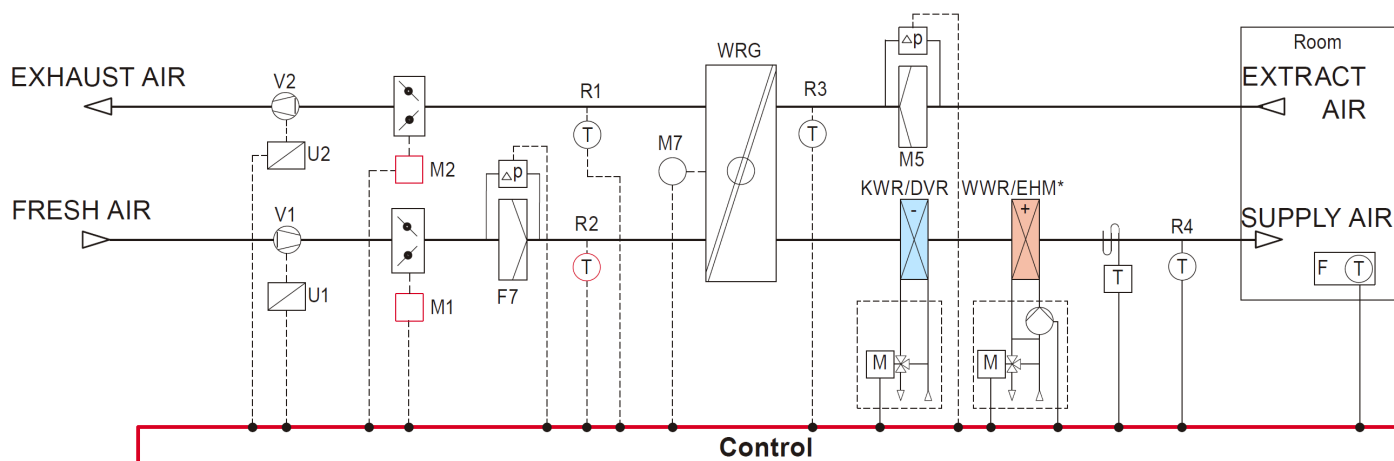 Room
WRG
Δp
EXHAUST AIR
V2
R1
R3
EXTRACT
AIR
T
T
U2
M2
M7
M5
Δp
KWR/DVR
WWR/EHM*
-
+
FRESH AIR
V1
R2
R4
SUPPLY AIR
T
T
T
F T
U1
M1
F7
M
M
Control